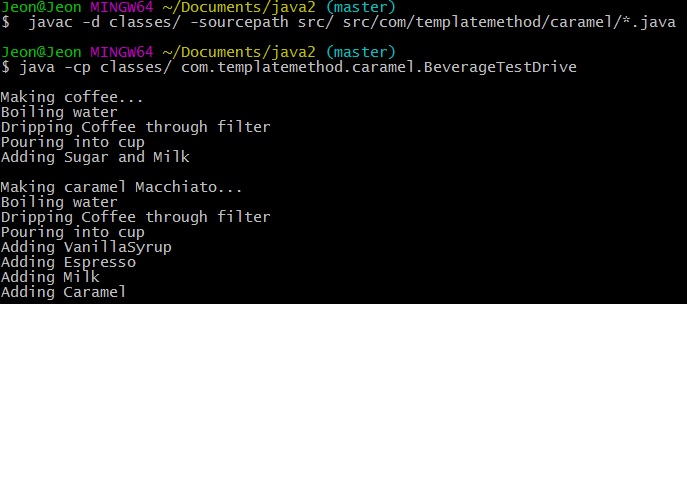 Jeon@Jeon MINGW64 ~/Documents/java2 (master)
$  javac -d classes/ -sourcepath src/ src/com/templatemethod/caramel/*.java
Jeon@Jeon MINGW64 ~/Documents/java2 (master)
$ java -cp classes/ com.templatemethod.caramel.BeverageTestDrive
Making coffee...
Boiling water
Dripping Coffee through filter
Pouring into cup
Adding Sugar and Milk
Making caramel Macchiato...
Boiling water
Dripping Coffee through filter
Pouring into cup
Adding VanillaSyrup
Adding Espresso
Adding Milk
Adding Caramel